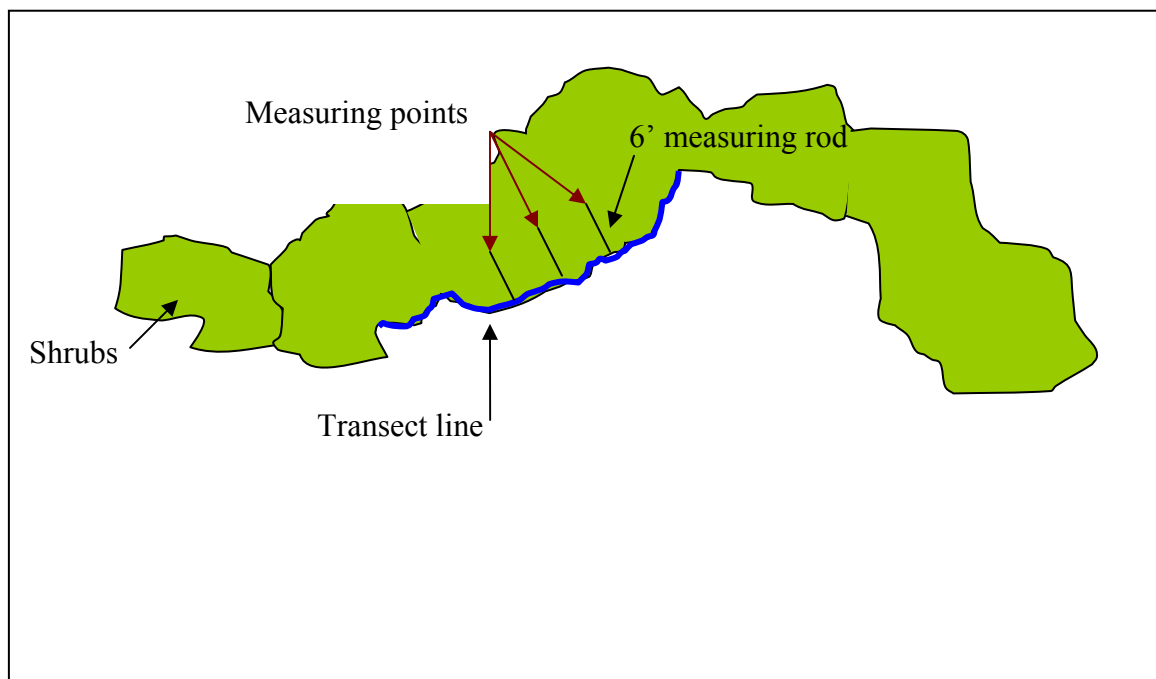 Measuring points
6’ measuring rod
Shrubs
Transect line